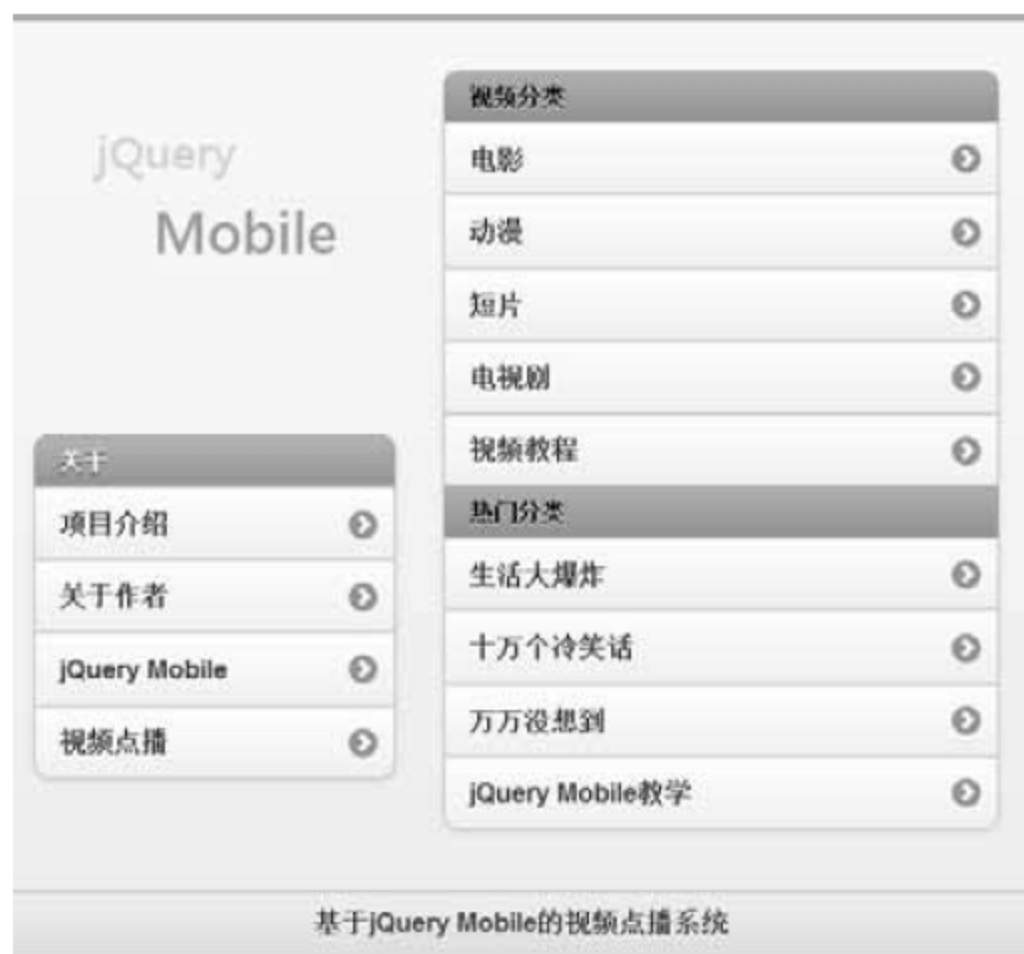 jQuery
Mobile
关于
项目介绍
关于作者
jQuery Mobile
视频点播
视频分类
电影
动漫
短片
电视剧
视频教程
热门分类
生活大爆炸
十万个冷笑话
万万没想到
jQuery Mobile教学
基于jQuery Mobile的视频点播系统